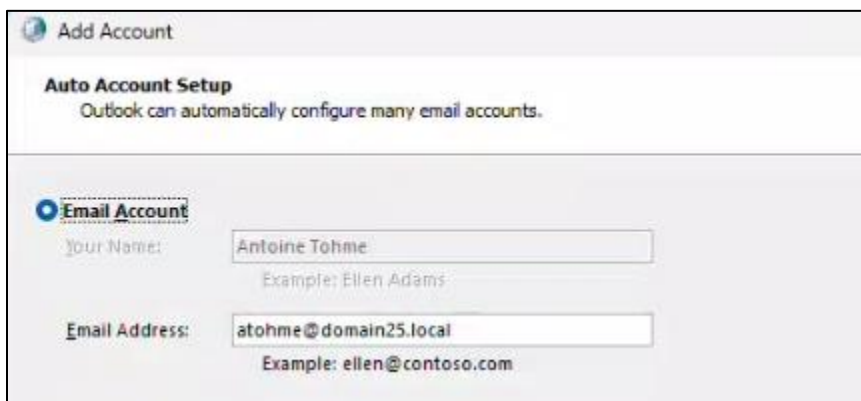 Add Account
Auto Account Setup
Outlook can automatically configure many email accounts.
Email Account
Your Name: Antoine Tohme
Example: Ellen Adams
Email Address: atohme@domain25.local
Example: ellen@contoso.com